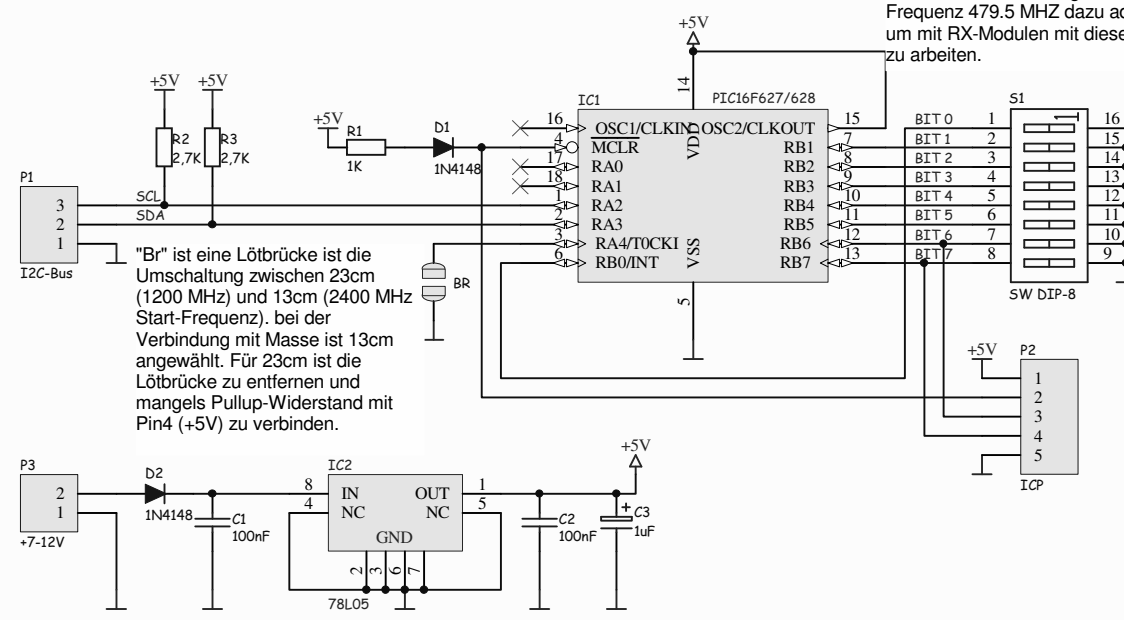 Frequenz 479.5 MHZ dazu
um mit RX-Modulen mit
zu arbeiten.
+5V
+5V +5V
R2
2,7K
R3
2,7K
+5V
R1
1K
D1
1N4148
IC1
PIC16F627/628
14
VDD
16 OSC1/CLKIN
4 MCLR
17 RA0
18 RA1
1 RA2
2 RA3
3 RA4/T0CKI
6 RB0/INT
OSC2/CLKOUT 15
RB1 7
RB2 8
RB3 9
RB4 10
RB5 11
RB6 12
RB7 13
VSS
5
BIT 0 1
BIT 1 2
BIT 2 3
BIT 3 4
BIT 4 5
BIT 5 6
BIT 6 7
BIT 7 8
S1
1
16
15
14
13
12
11
10
9
SW DIP-8
P1
3 SCL
2 SDA
1
I2C-Bus
"Br" ist eine Lötbrücke ist die
Umschaltung zwischen 23cm
(1200 MHz) und 13cm (2400 MHz
Start-Frequenz). bei der
Verbindung mit Masse ist 13cm
angewählt. Für 23cm ist die
Lötbrücke zu entfernen und
mangels Pullup-Widerstand mit
Pin4 (+5V) zu verbinden.
BR
+5V
P2
1
2
3
4
5
ICP
P3
2
1
+7-12V
D2
1N4148
C1
100nF
IC2
8 IN
4 NC
OUT 1
NC 5
GND
2 3 6 7
78L05
C2
100nF
+5V
+ C3
1uF